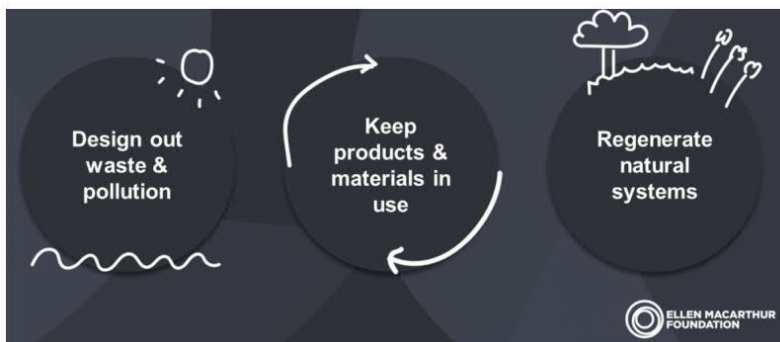 Design out
waste &
pollution
Keep
products &
materials in
use
Regenerate
natural
systems
ELLEN MACARTHUR
FOUNDATION